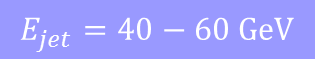 E_jet = 40 − 60 GeV